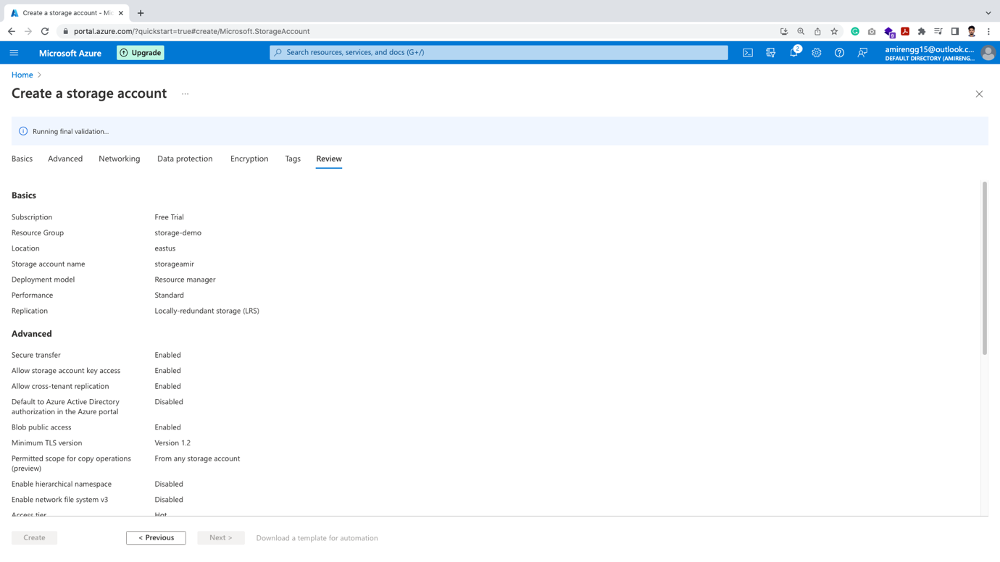 Create a storage account - Mic
portal.azure.com/?quickstart=true#create/Microsoft.StorageAccount
9
Microsoft Azure
Upgrade
Search resources, services, and docs (G+/)
2
amirengg15@outlook.c...
DEFAULT DIRECTORY (AMIRENG...
Home
Create a storage account
...
Running final validation...
Basics Advanced Networking Data protection Encryption Tags Review
Basics
Subscription Free Trial
Resource Group storage-demo
Location eastus
Storage account name storageamir
Deployment model Resource manager
Performance Standard
Replication Locally-redundant storage (LRS)
Advanced
Secure transfer Enabled
Allow storage account key access Enabled
Allow cross-tenant replication Enabled
Default to Azure Active Directory Disabled
authorization in the Azure portal
Blob public access Enabled
Minimum TLS version Version 1.2
Permitted scope for copy operations From any storage account
(preview)
Enable hierarchical namespace Disabled
Enable network file system v3 Disabled
Access tier Hot
Create < Previous Next > Download a template for automation